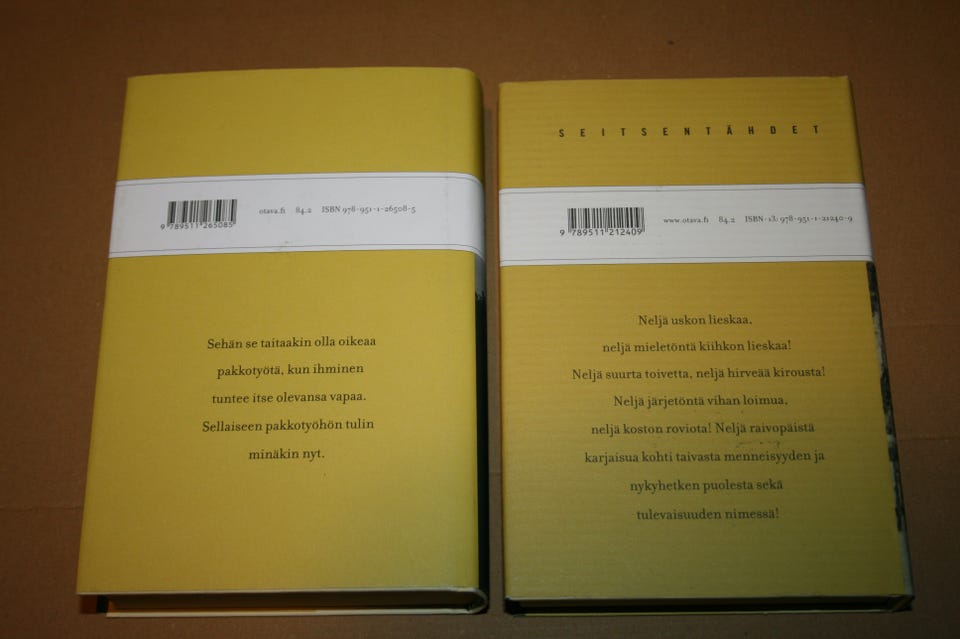 otava.fi 84.2 ISBN 978-951-1-26508-5
9 789511 265085
Sehän se taitaakin olla oikeaa
pakkotyötä, kun ihminen
tuntee itse olevansa vapaa.
Sellaiseen pakkotyöhön tulin
minäkin nyt.
SEITSENTÄHDET
www.otava.fi 84.2 ISBN-13: 978-951-1-21240-9
9 789511 212409
Neljä uskon lieskaa,
neljä mieletöntä kiihkon lieskaa!
Neljä suurta toivetta, neljä hirveää kirousta!
Neljä järjetöntä vihan loimua,
neljä koston roviota! Neljä raivopäistä
karjaisua kohti taivasta menneisyyden ja
nykyhetken puolesta sekä
tulevaisuuden nimessä!